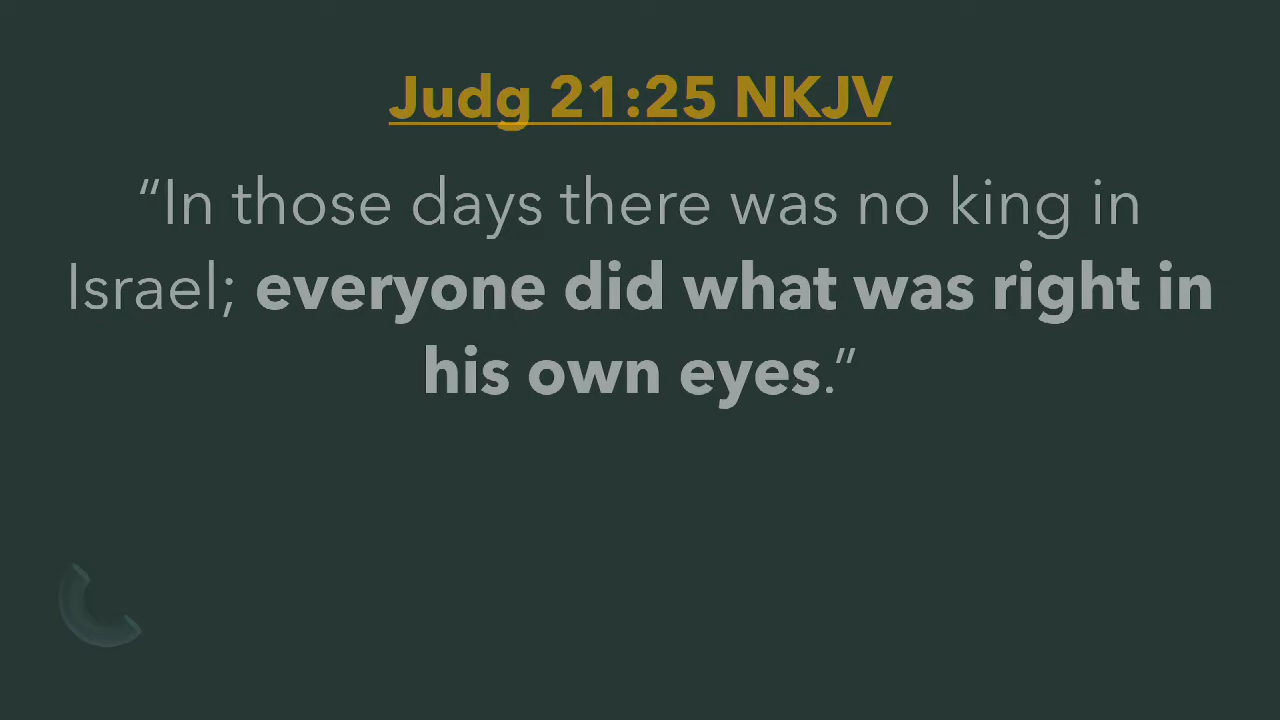 Judg 21:25 NKJV
“In those days there was no king in
Israel; everyone did what was right in
his own eyes.”